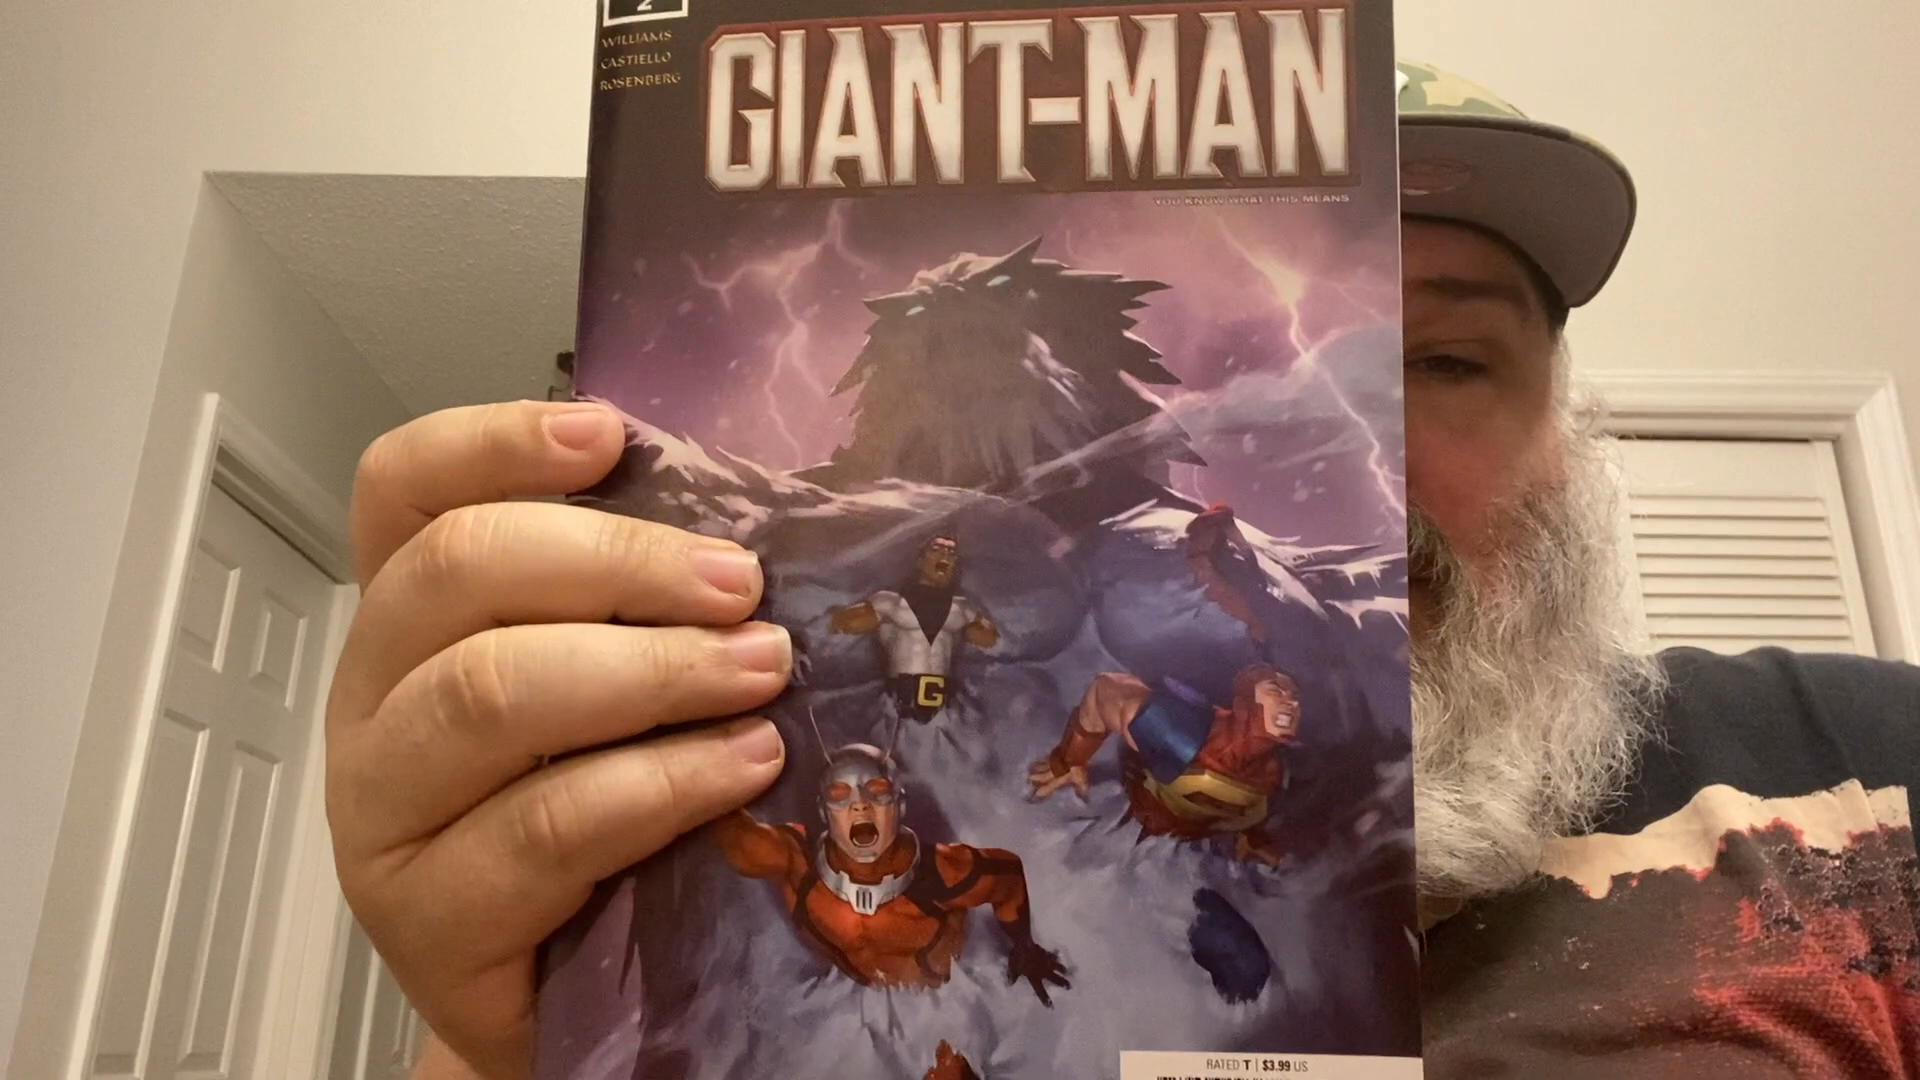 2
WILLIAMS
CASTIELLO
ROSENBERG
GIANT-MAN
YOU KNOW WHAT THIS MEANS
G
RATED T | $3.99 US